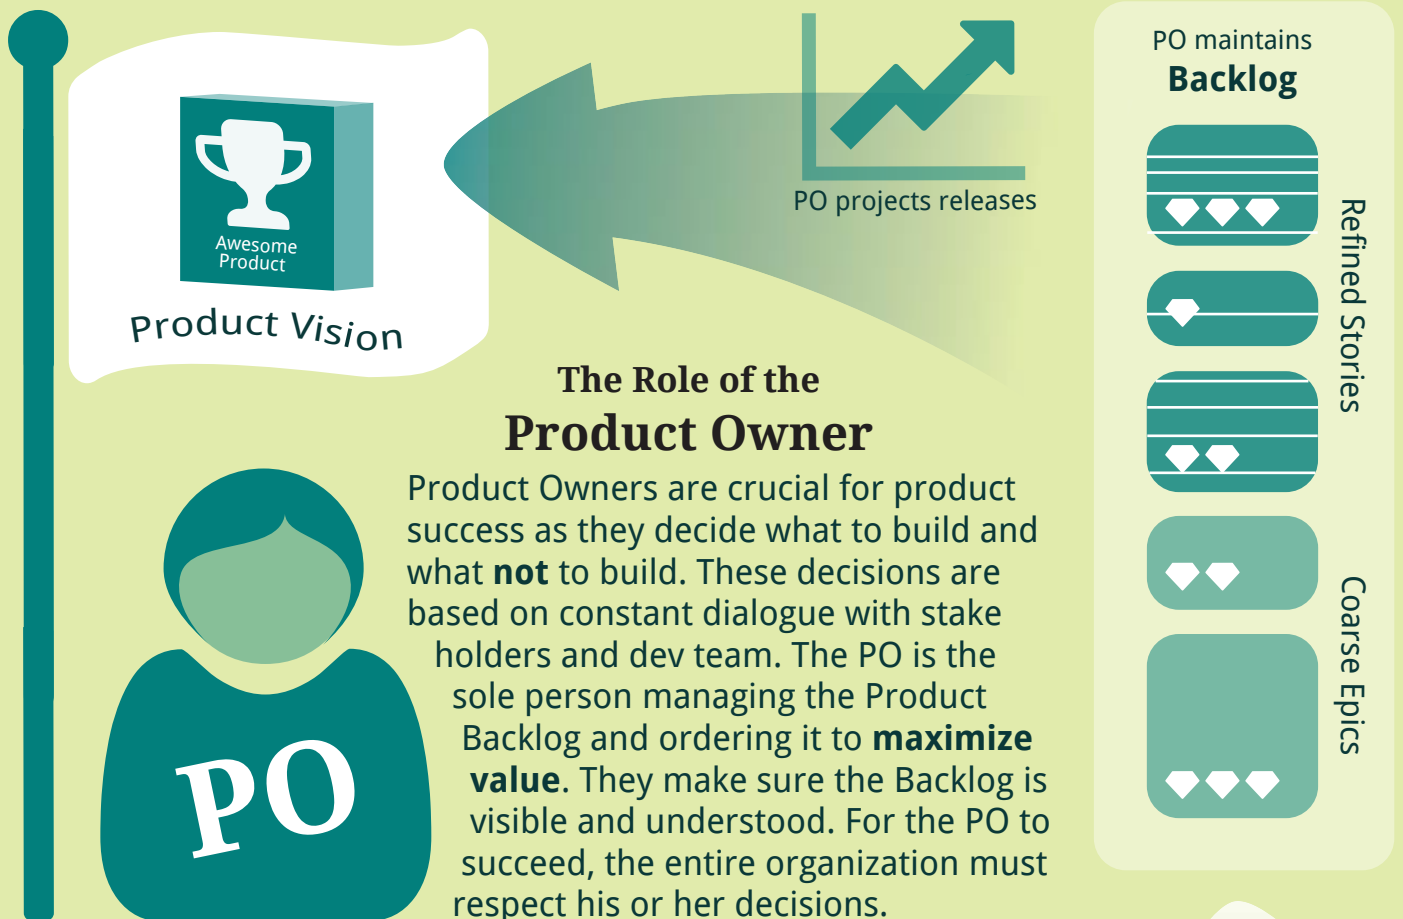 Awesome
Product
Product Vision
PO projects releases
The Role of the
Product Owner
Product Owners are crucial for product
success as they decide what to build and
what not to build. These decisions are
based on constant dialogue with stake
holders and dev team. The PO is the
sole person managing the Product
Backlog and ordering it to maximize
value. They make sure the Backlog is
visible and understood. For the PO to
succeed, the entire organization must
respect his or her decisions.
PO
PO maintains
Backlog
Refined Stories
Coarse Epics